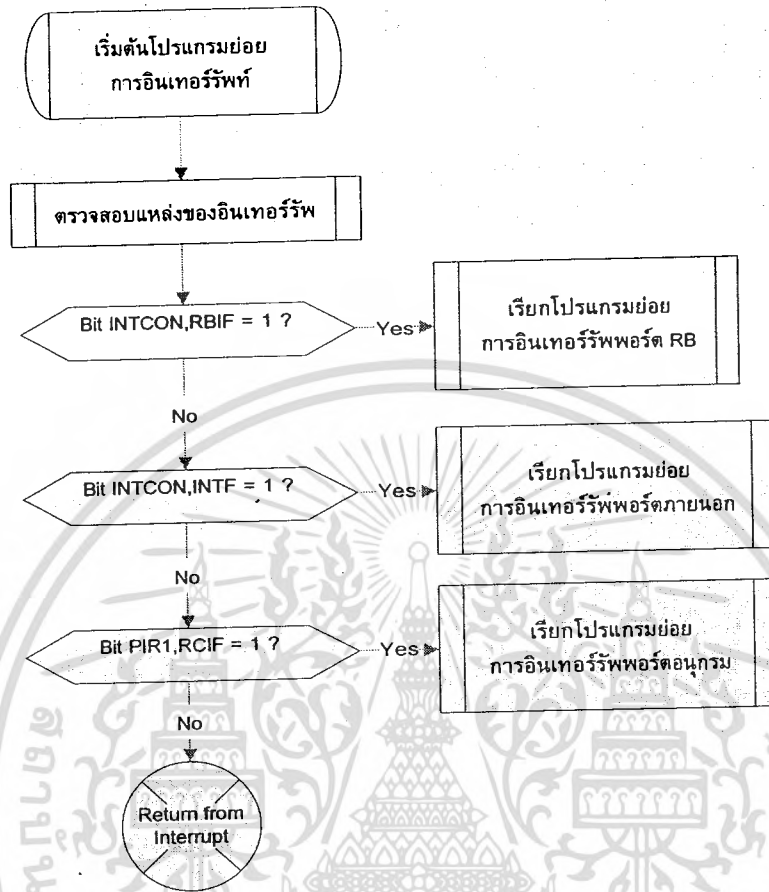 เริ่มต้นโปรแกรมย่อย
การอินเทอร์รัพท์
ตรวจสอบแหล่งของอินเทอร์รัพ
Bit INTCON,RBIF = 1 ?
Yes
เรียกโปรแกรมย่อย
การอินเทอร์รัพพอร์ต RB
No
Bit INTCON,INTF = 1 ?
Yes
เรียกโปรแกรมย่อย
การอินเทอร์รัพพอร์ตภายนอก
No
Bit PIR1,RCIF = 1 ?
Yes
เรียกโปรแกรมย่อย
การอินเทอร์รัพพอร์ตอนุกรม
No
Return from
Interrupt